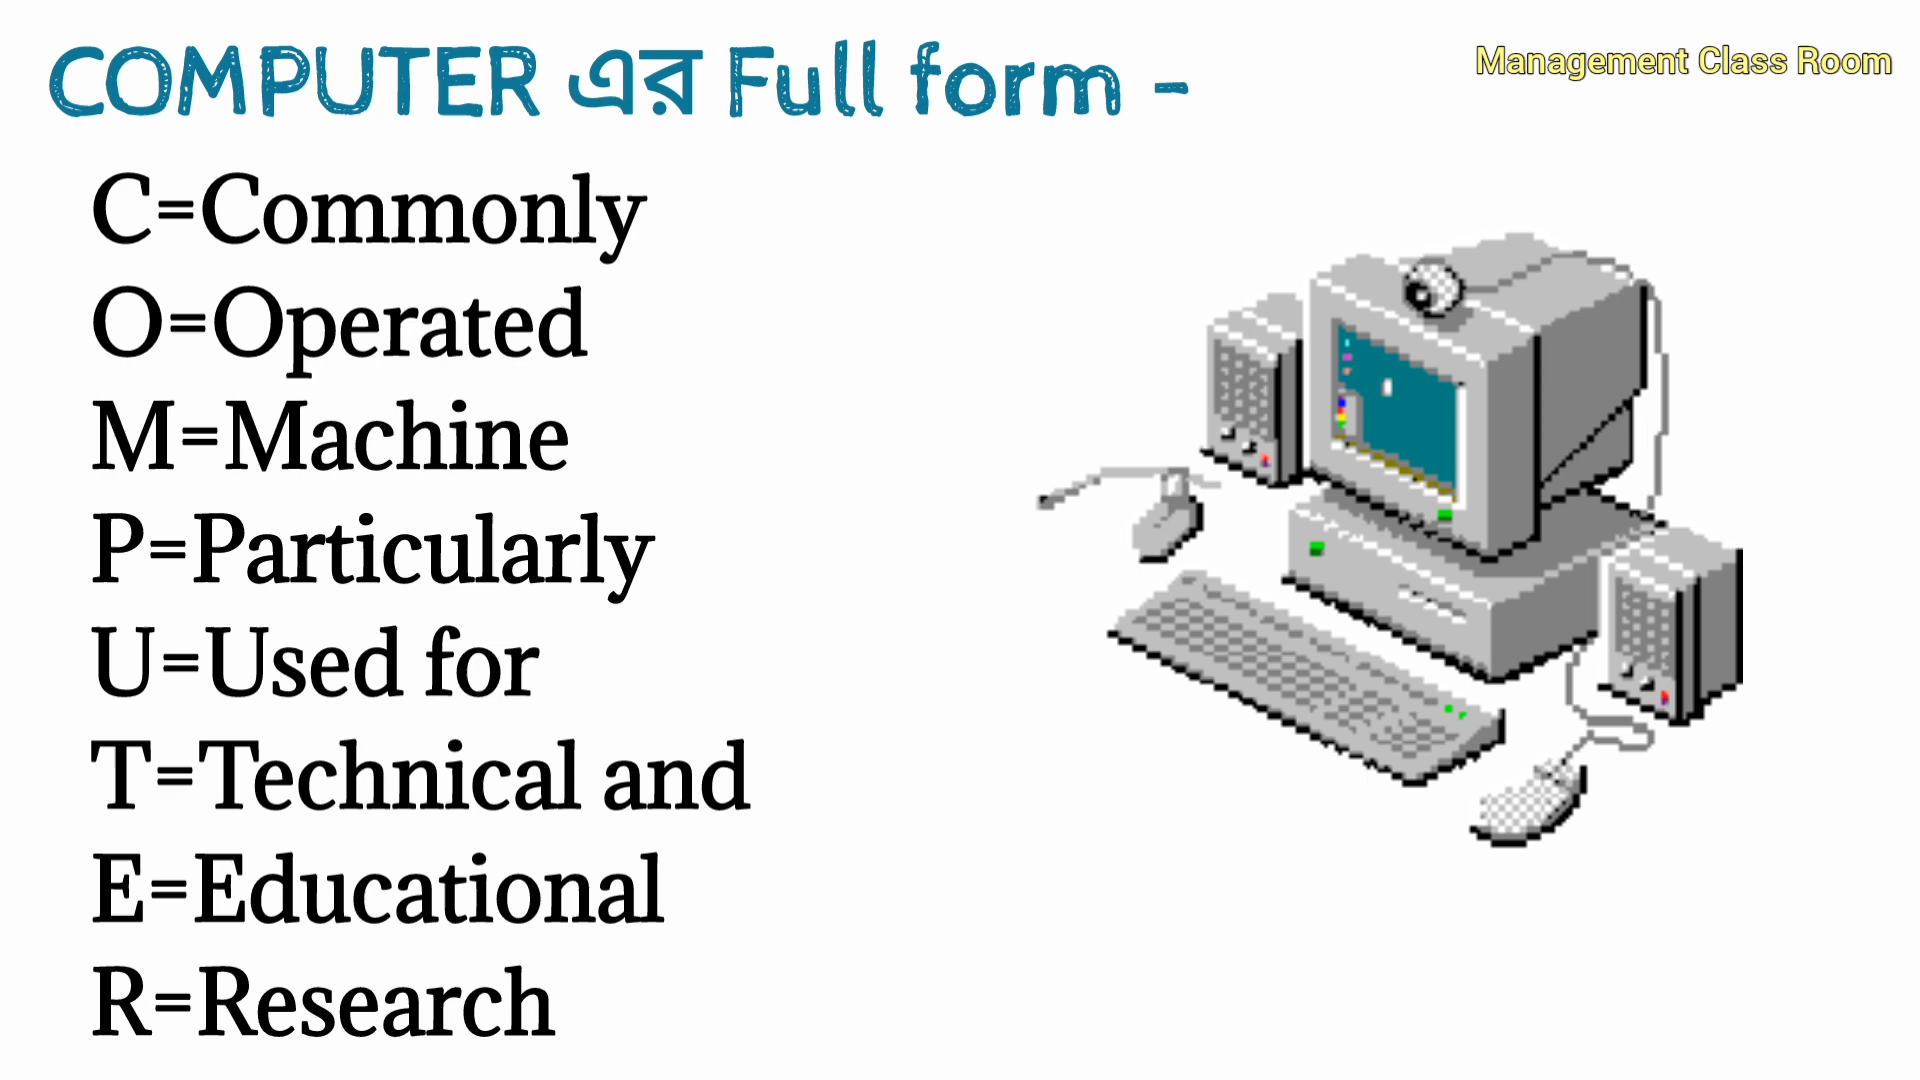 COMPUTER এর Full form -
Management Class Room
C=Commonly
O=Operated
M=Machine
P=Particularly
U=Used for
T=Technical and
E=Educational
R=Research